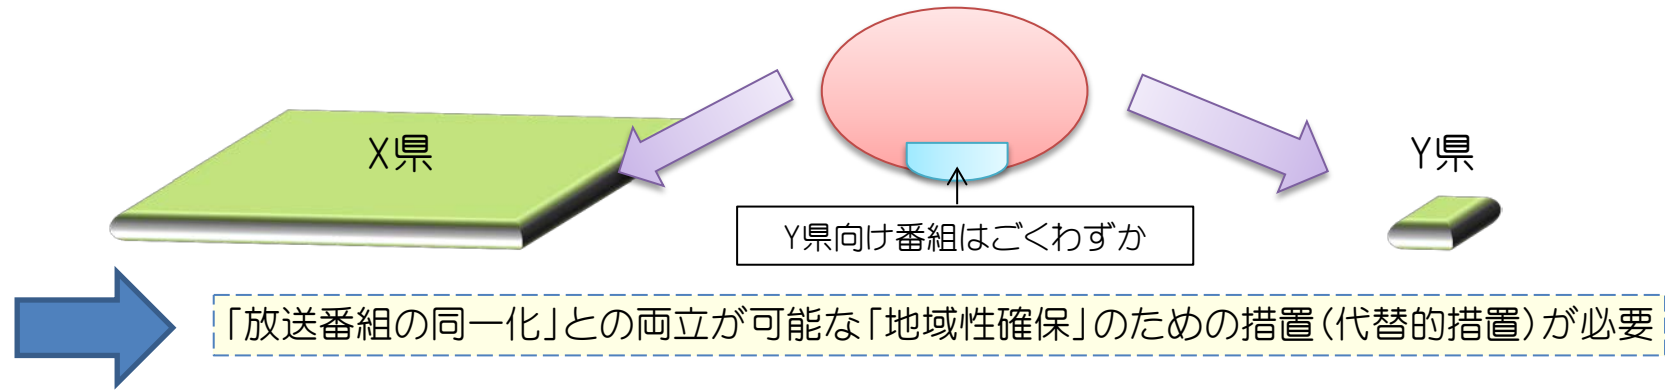 X県
Y県
Y県向け番組はごくわずか
「放送番組の同一化」との両立が可能な「地域性確保」のための措置(代替的措置)が必要